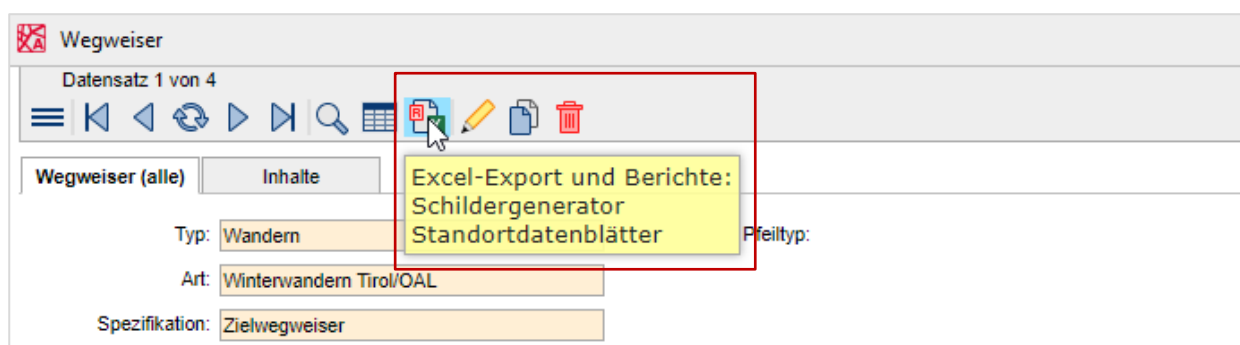 Wegweiser
Datensatz 1 von 4
Wegweiser (alle) Inhalte
Excel-Export und Berichte:
Schildergenerator
Standortdatenblätter
Typ: Wandern Pfeiltyp:
Art: Winterwandern Tirol/OAL
Spezifikation: Zielwegweiser